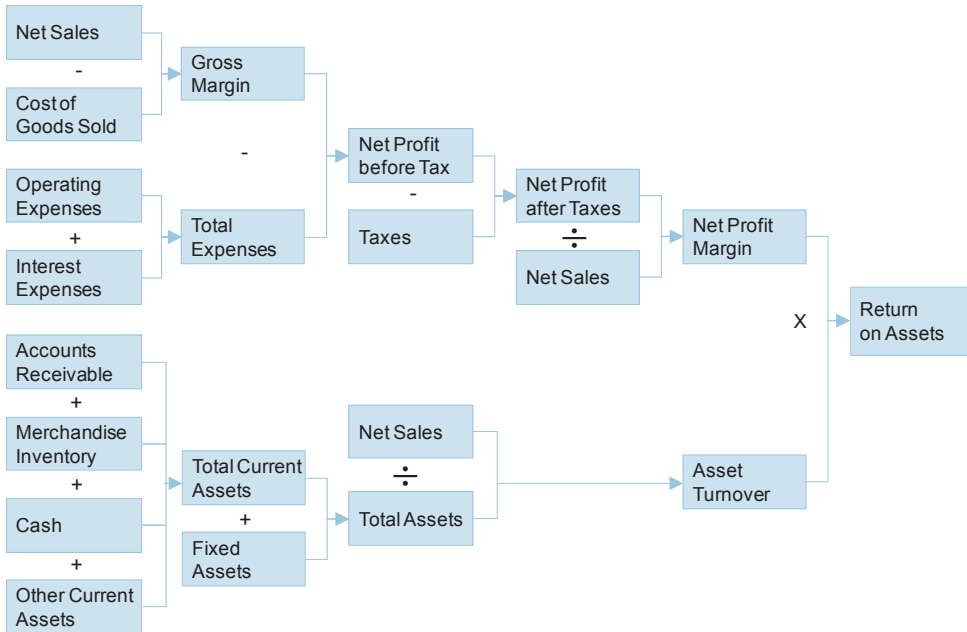 Net Sales
-
Cost of
Goods Sold
Gross
Margin
-
Operating
Expenses
+
Interest
Expenses
Total
Expenses
Net Profit
before Tax
-
Taxes
Net Profit
after Taxes
÷
Net Sales
Net Profit
Margin
X
Return
on Assets
Accounts
Receivable
+
Merchandise
Inventory
+
Cash
+
Other Current
Assets
Total Current
Assets
+
Fixed
Assets
Net Sales
÷
Total Assets
Asset
Turnover